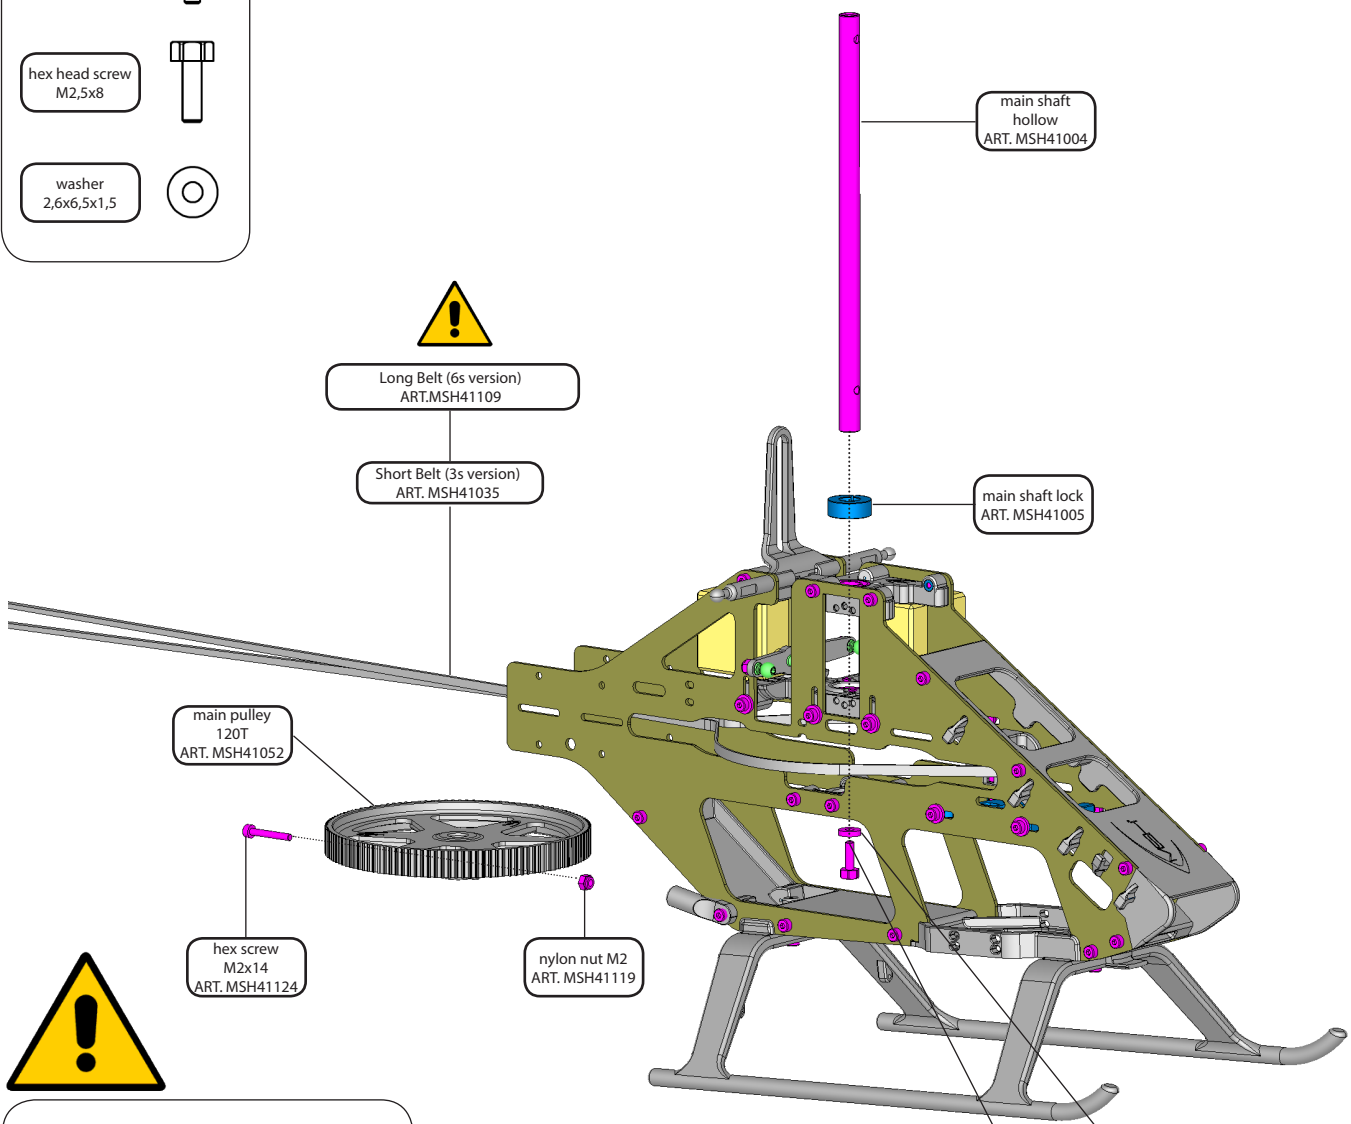 hex head screw
M2,5x8
washer
2,6x6,5x1,5
main shaft
hollow
ART. MSH41004
Long Belt (6s version)
ART.MSH41109
Short Belt (3s version)
ART. MSH41035
main shaft lock
ART. MSH41005
main pulley
120T
ART. MSH41052
hex screw
M2x14
ART. MSH41124
nylon nut M2
ART. MSH41119